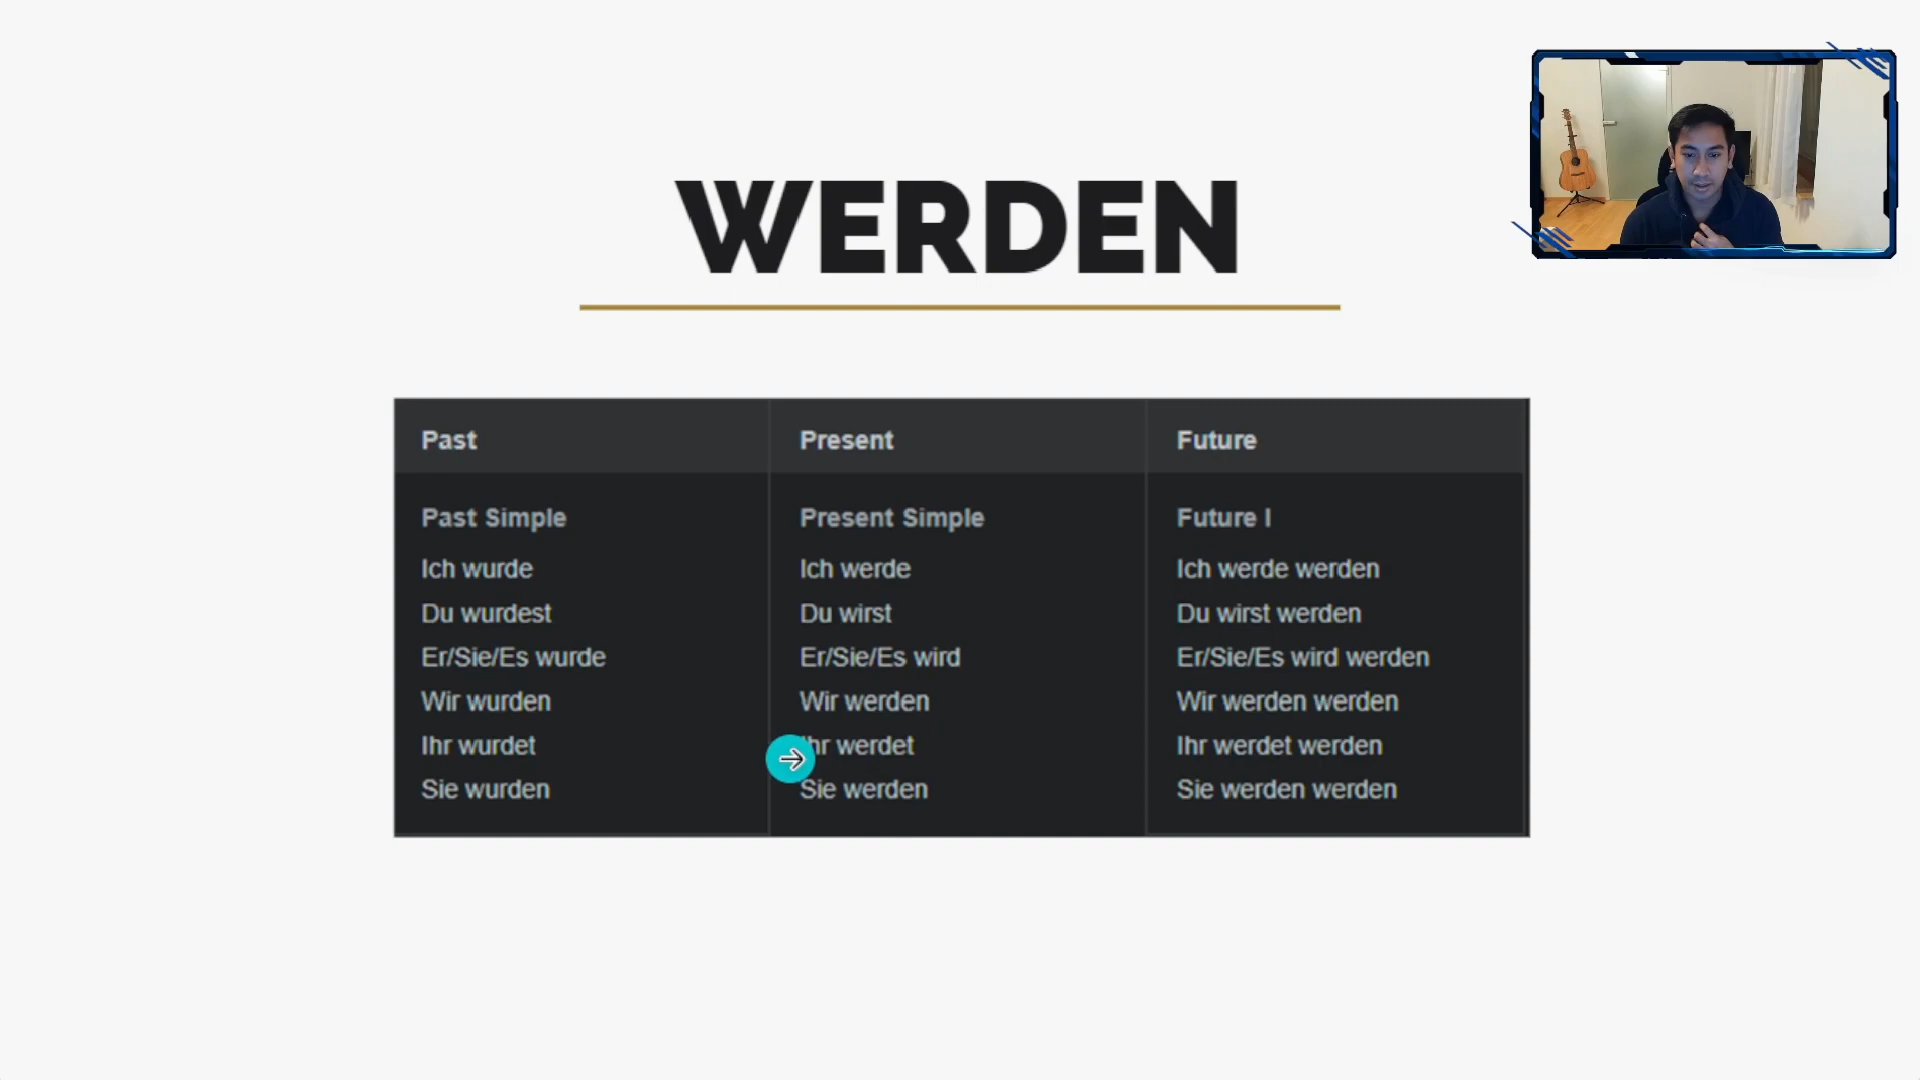 WERDEN
Past Present Future
Past Simple Present Simple Future I
Ich wurde Ich werde Ich werde werden
Du wurdest Du wirst Du wirst werden
Er/Sie/Es wurde Er/Sie/Es wird Er/Sie/Es wird werden
Wir wurden Wir werden Wir werden werden
Ihr wurdet Ihr werdet Ihr werdet werden
Sie wurden Sie werden Sie werden werden